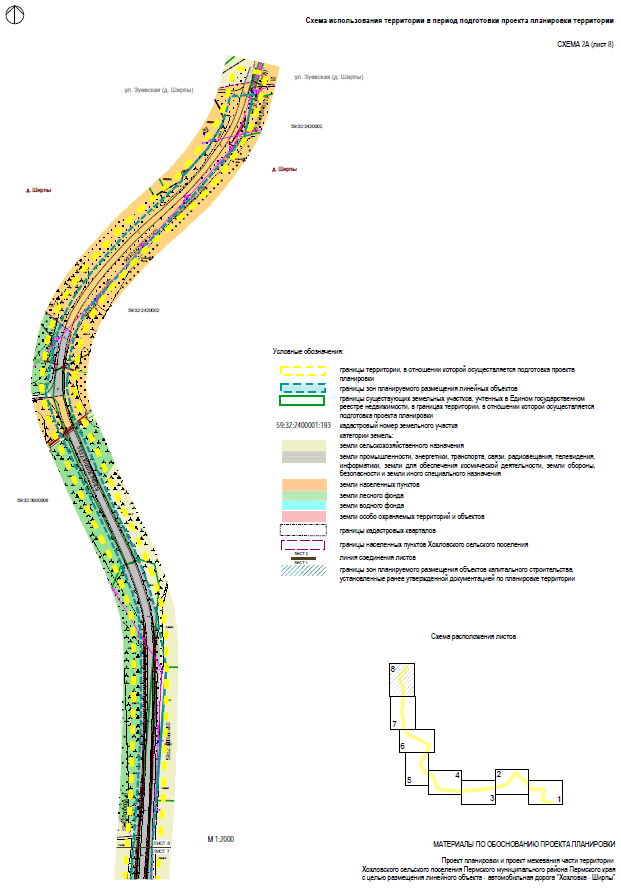 Схема использования территории в период подготовки проекта планировки территории
СХЕМА 2А (лист 8)
ул. Зуевская (д. Ширпы)
ул. Зуевская (д. Ширпы)
59:32:2420002
д. Ширпы
д. Ширпы
59:32:2420002
59:32:3000006
Условные обозначения:
границы территории, в отношении которой осуществляется подготовка проекта
планировки
границы зон планируемого размещения линейных объектов
границы существующих земельных участков, учтенных в Едином государственном
реестре недвижимости, в границах территории, в отношении которой осуществляется
подготовка проекта планировки
59:32:2400001:193 кадастровый номер земельного участка
категории земель:
земли сельскохозяйственного назначения
земли промышленности, энергетики, транспорта, связи, радиовещания, телевидения,
информатики, земли для обеспечения космической деятельности, земли обороны,
безопасности и земли иного специального назначения
земли населенных пунктов
земли лесного фонда
земли водного фонда
земли особо охраняемых территорий и объектов
границы кадастровых кварталов
границы населенных пунктов Хохловского сельского поселения
ЛИСТ 2
линия соединения листов
ЛИСТ 1
границы зон планируемого размещения объектов капитального строительства,
установленные ранее утвержденной документацией по планировке территории
Схема расположения листов
8
7
6
5
4
3
2
1
ЛИСТ 8
ЛИСТ 7
М 1:2000
МАТЕРИАЛЫ ПО ОБОСНОВАНИЮ ПРОЕКТА ПЛАНИРОВКИ
Проект планировки и проект межевания части территории
Хохловского сельского поселения Пермского муниципального района Пермского края
с целью размещения линейного объекта - автомобильная дорога "Хохловка - Ширпы"